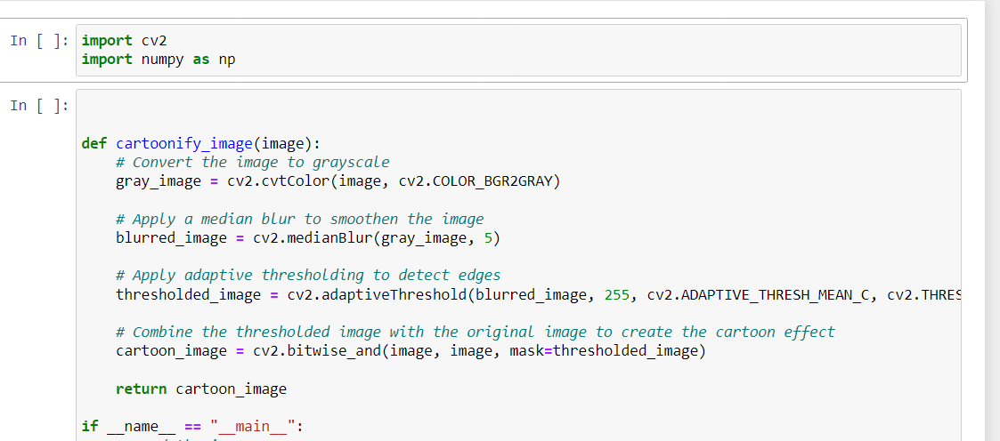 In [ ]:
import cv2
import numpy as np
In [ ]:
def cartoonify_image(image):
# Convert the image to grayscale
gray_image = cv2.cvtColor(image, cv2.COLOR_BGR2GRAY)
# Apply a median blur to smoothen the image
blurred_image = cv2.medianBlur(gray_image, 5)
# Apply adaptive thresholding to detect edges
thresholded_image = cv2.adaptiveThreshold(blurred_image, 255, cv2.ADAPTIVE_THRESH_MEAN_C, cv2.THRES
# Combine the thresholded image with the original image to create the cartoon effect
cartoon_image = cv2.bitwise_and(image, image, mask=thresholded_image)
return cartoon_image
if __name__ == "__main__":